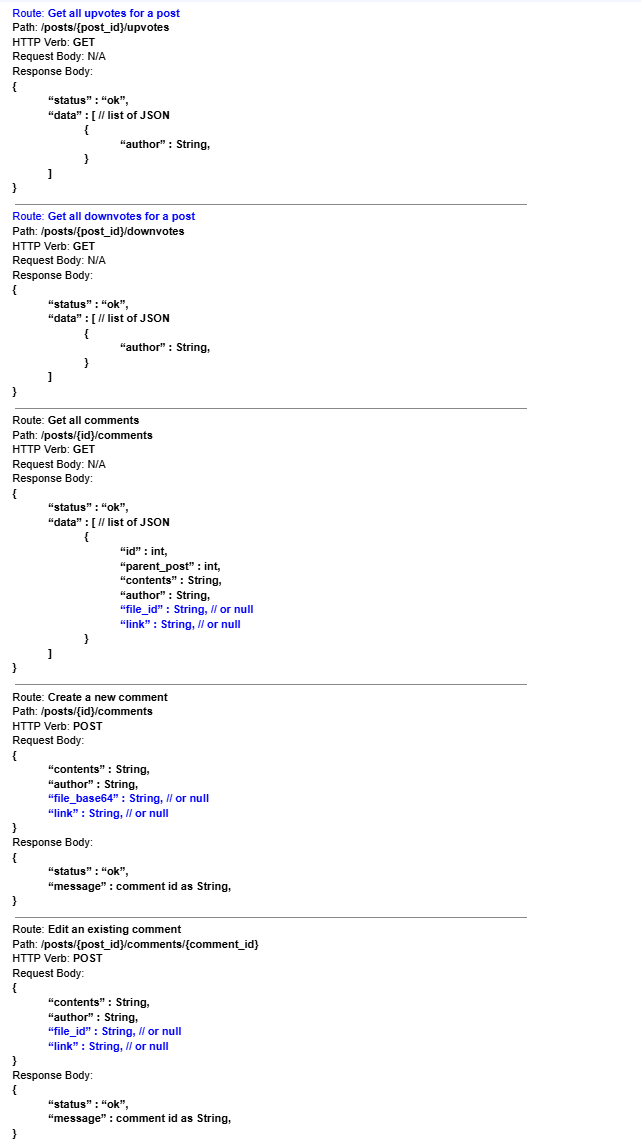 Route: Get all upvotes for a post
Path: /posts/{post_id}/upvotes
HTTP Verb: GET
Request Body: N/A
Response Body:
{
“status” : “ok”,
“data” : [ // list of JSON
{
“author” : String,
}
]
}
Route: Get all downvotes for a post
Path: /posts/{post_id}/downvotes
HTTP Verb: GET
Request Body: N/A
Response Body:
{
“status” : “ok”,
“data” : [ // list of JSON
{
“author” : String,
}
]
}
Route: Get all comments
Path: /posts/{id}/comments
HTTP Verb: GET
Request Body: N/A
Response Body:
{
“status” : “ok”,
“data” : [ // list of JSON
{
“id” : int,
“parent_post” : int,
“contents” : String,
“author” : String,
“file_id” : String, // or null
“link” : String, // or null
}
]
}
Route: Create a new comment
Path: /posts/{id}/comments
HTTP Verb: POST
Request Body:
{
“contents” : String,
“author” : String,
“file_base64” : String, // or null
“link” : String, // or null
}
Response Body:
{
“status” : “ok”,
“message” : comment id as String,
}
Route: Edit an existing comment
Path: /posts/{post_id}/comments/{comment_id}
HTTP Verb: POST
Request Body:
{
“contents” : String,
“author” : String,
“file_id” : String, // or null
“link” : String, // or null
}
Response Body:
{
“status” : “ok”,
“message” : comment id as String,
}